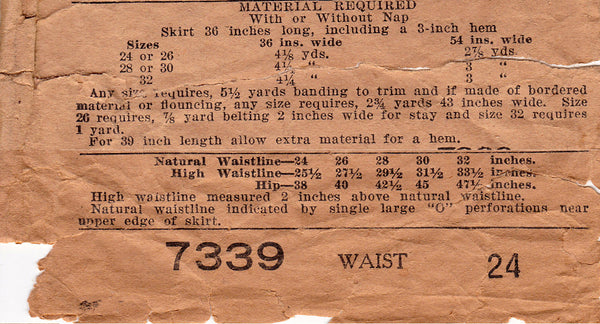 MATERIAL REQUIRED
With or Without Nap
Skirt 36 inches long, including a 3-inch hem
Sizes 36 ins. wide 54 ins. wide
24 or 26 4⅛ yds. 2⅞ yds.
28 or 30 4¼ " 3 "
32 4¼ " 3 "
Any size requires, 5½ yards banding to trim and if made of bordered
material or flouncing, any size requires, 2¾ yards 43 inches wide. Size
26 requires, ⅞ yard belting 2 inches wide for stay and size 32 requires
1 yard.
For 39 inch length allow extra material for a hem.
Natural Waistline—24 26 28 30 32 inches.
High Waistline—25½ 27½ 29½ 31½ 33½ inches.
Hip—38 40 42½ 45 47½ inches.
High waistline measured 2 inches above natural waistline.
Natural waistline indicated by single large "O" perforations near
upper edge of skirt.
7339 WAIST 24